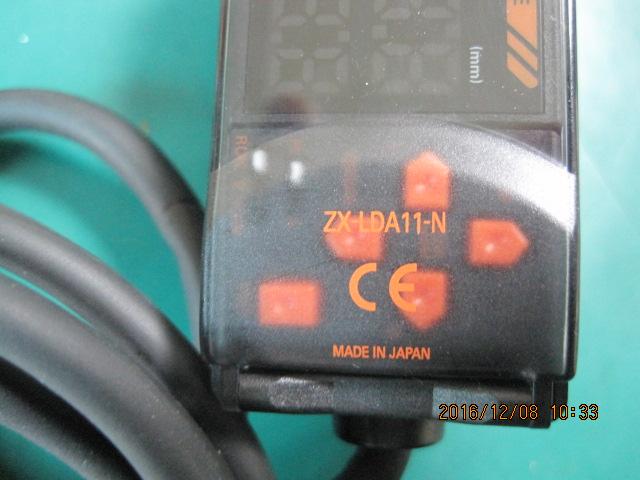 (mm)
ZX-LDA11-N
CE
MADE IN JAPAN
2016/12/08 10:33